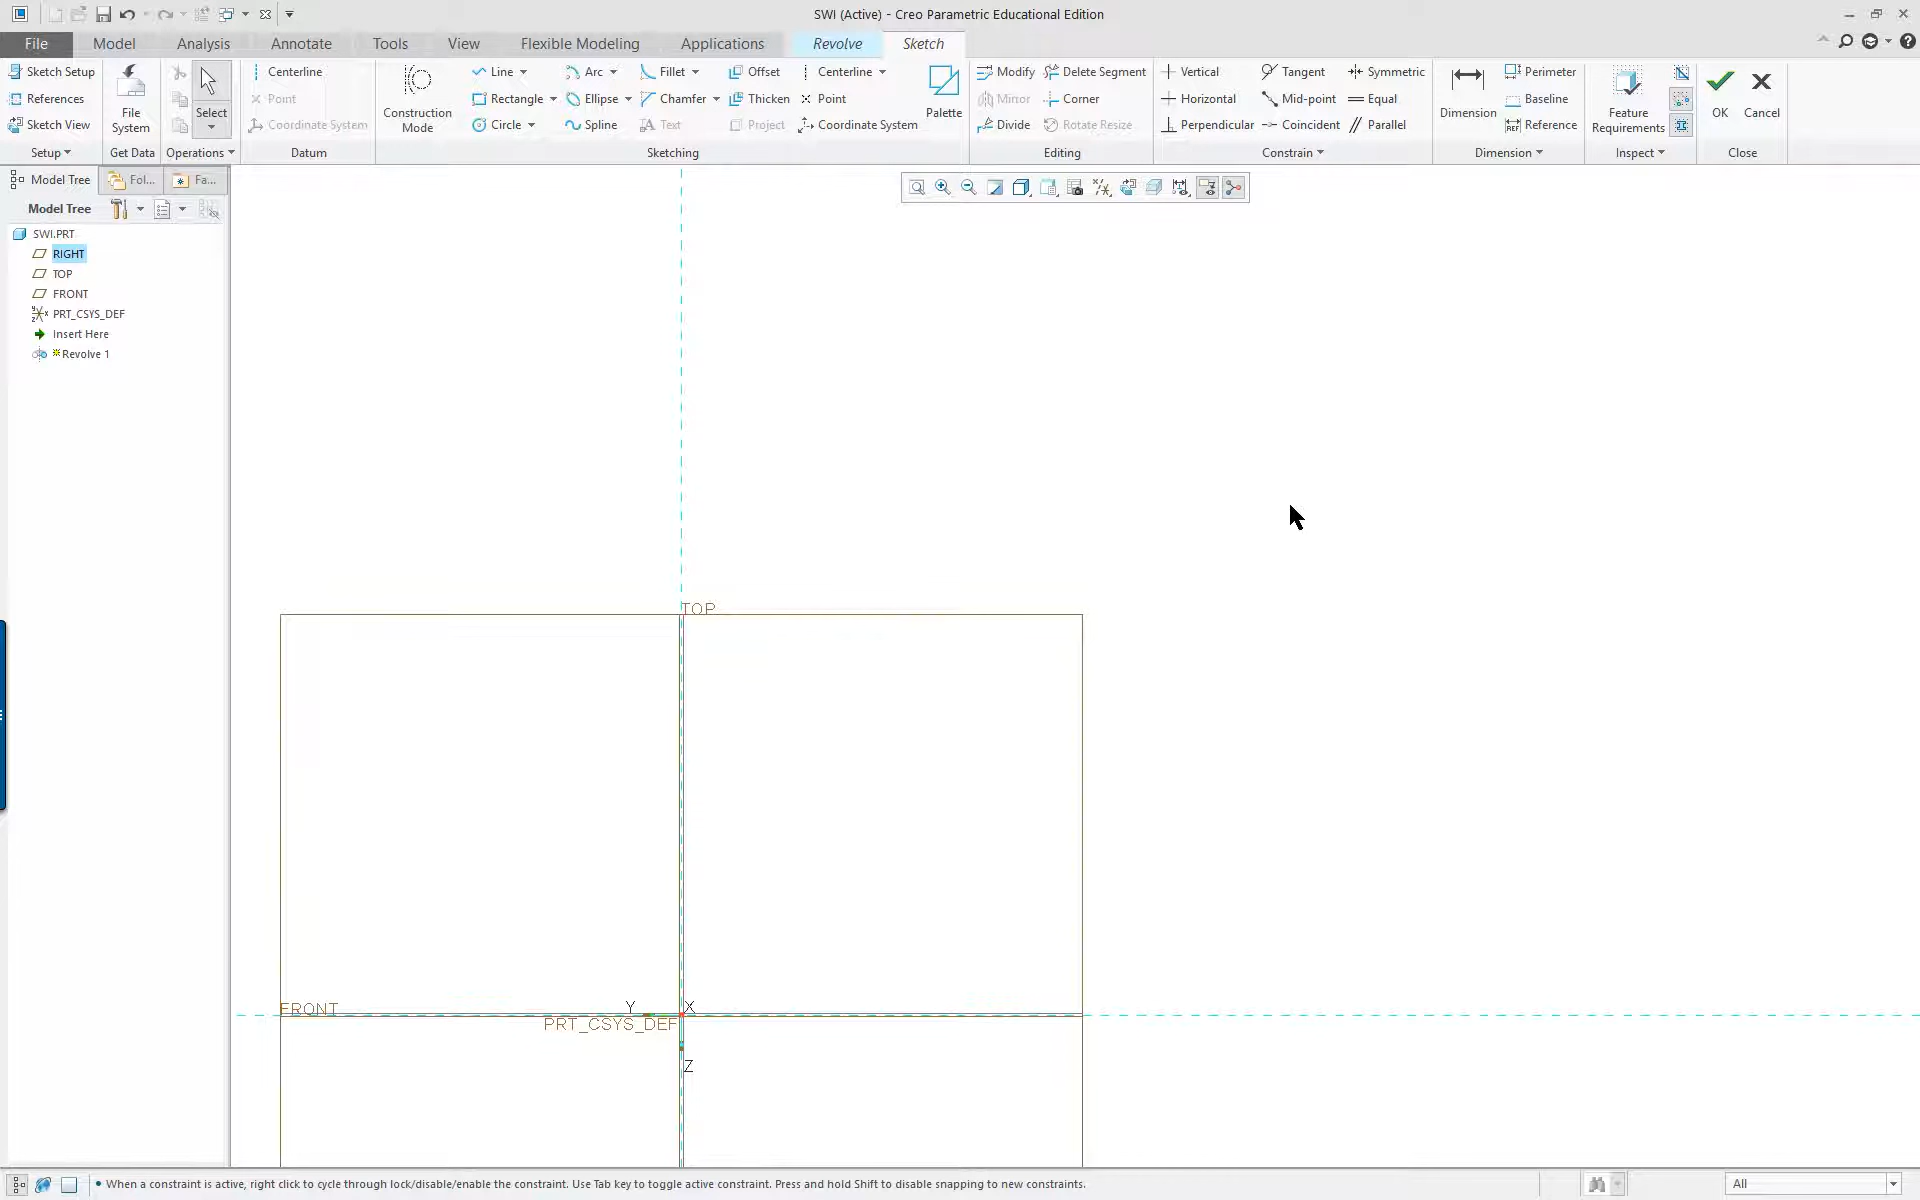 SWI (Active) - Creo Parametric Educational Edition
File Model Analysis Annotate Tools View Flexible Modeling Applications Revolve Sketch
Sketch Setup
References
Sketch View
Setup
File System
Get Data
Select
Operations
Centerline
Point
Coordinate System
Datum
Construction Mode
Line Arc Fillet Offset Centerline
Rectangle Ellipse Chamfer Thicken Point
Circle Spline Text Project Coordinate System
Palette
Sketching
Modify Delete Segment
Mirror Corner
Divide Rotate Resize
Editing
Vertical Tangent Symmetric
Horizontal Mid-point Equal
Perpendicular Coincident Parallel
Constrain
Dimension
Perimeter
Baseline
REF Reference
Dimension
Feature Requirements
Inspect
OK Cancel
Close
Model Tree Fol... Fa...
Model Tree
SWI.PRT
RIGHT
TOP
FRONT
PRT_CSYS_DEF
Insert Here
Revolve 1
TOP
FRONT
Y X
PRT_CSYS_DEF
Z
• When a constraint is active, right click to cycle through lock/disable/enable the constraint. Use Tab key to toggle active constraint. Press and hold Shift to disable snapping to new constraints.
All